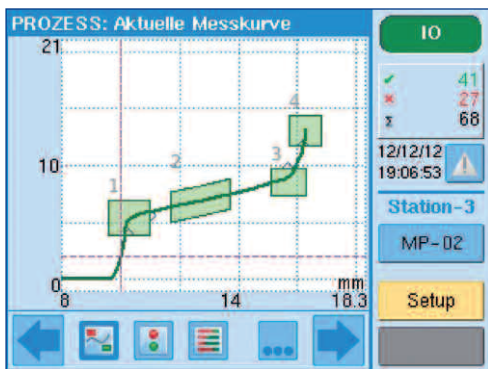 PROZESS: Aktuelle Messkurve
21
10
0
8
14
18.3
mm
1
2
3
4
IO
✔ 41
✖ 27
Σ 68
12/12/12
19:06:53
Station-3
MP-02
Setup